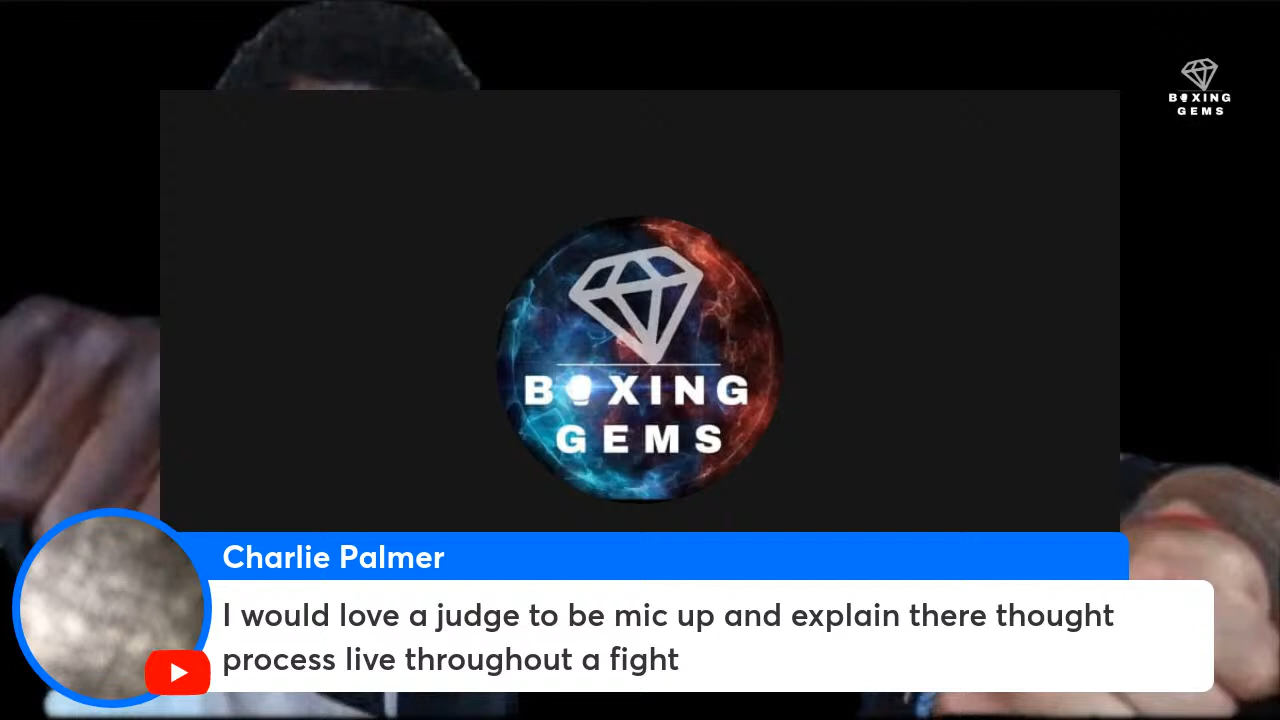 BOXING
GEMS
BOXING
GEMS
Charlie Palmer
I would love a judge to be mic up and explain there thought
process live throughout a fight